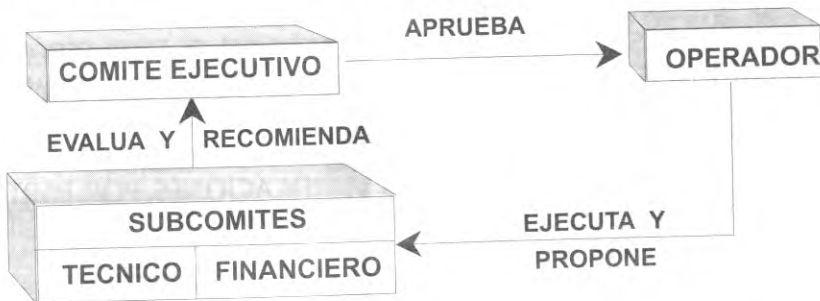 APRUEBA
COMITE EJECUTIVO
OPERADOR
EVALUA Y RECOMIENDA
SUBCOMITES
TECNICO FINANCIERO
EJECUTA Y
PROPONE